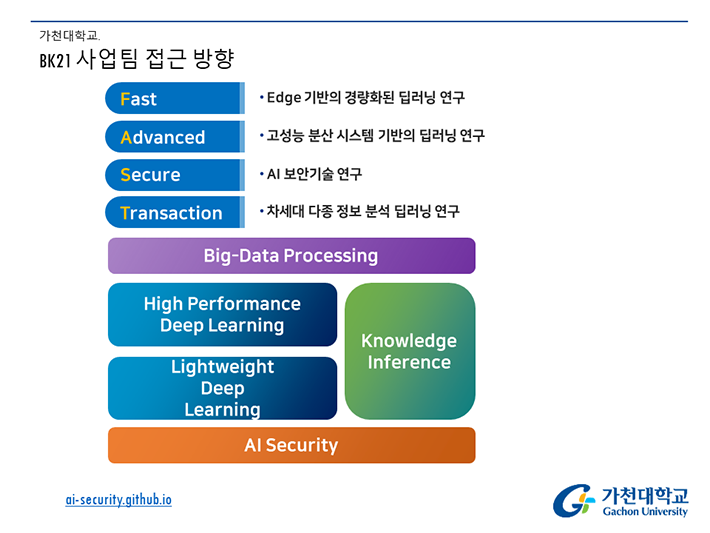 가천대학교.
BK21 사업팀 접근 방향
Fast
• Edge 기반의 경량화된 딥러닝 연구
Advanced
• 고성능 분산 시스템 기반의 딥러닝 연구
Secure
• AI 보안기술 연구
Transaction
• 차세대 다종 정보 분석 딥러닝 연구
Big-Data Processing
High Performance
Deep Learning
Lightweight
Deep
Learning
Knowledge
Inference
AI Security
ai-security.github.io
가천대학교
Gachon University